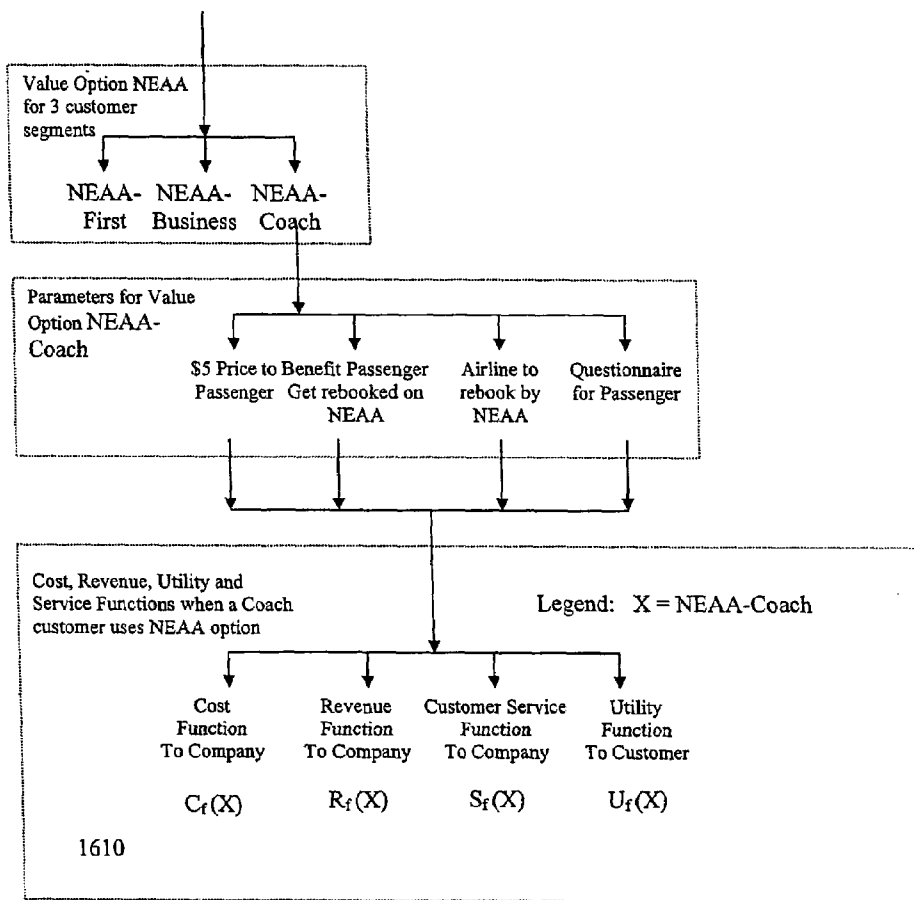 Value Option NEAA
for 3 customer
segments
NEAA- NEAA- NEAA-
First Business Coach
Parameters for Value
Option NEAA-
Coach
$5 Price to Benefit Passenger Airline to Questionnaire
Passenger Get rebooked on rebook by for Passenger
NEAA NEAA
Cost, Revenue, Utility and
Service Functions when a Coach
customer uses NEAA option
Legend: X = NEAA-Coach
Cost Revenue Customer Service Utility
Function Function Function Function
To Company To Company To Company To Customer
Cf(X) Rf(X) Sf(X) Uf(X)
1610